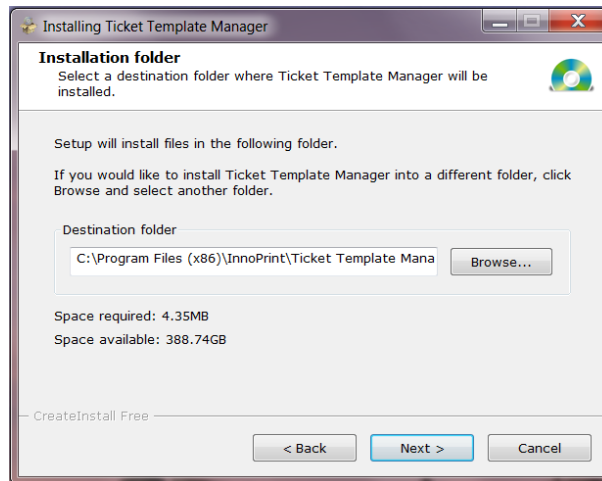 Installing Ticket Template Manager
Installation folder
Select a destination folder where Ticket Template Manager will be
installed.
Setup will install files in the following folder.
If you would like to install Ticket Template Manager into a different folder, click
Browse and select another folder.
Destination folder
C:\Program Files (x86)\InnoPrint\Ticket Template Mana
Browse...
Space required: 4.35MB
Space available: 388.74GB
CreateInstall Free
< Back Next > Cancel